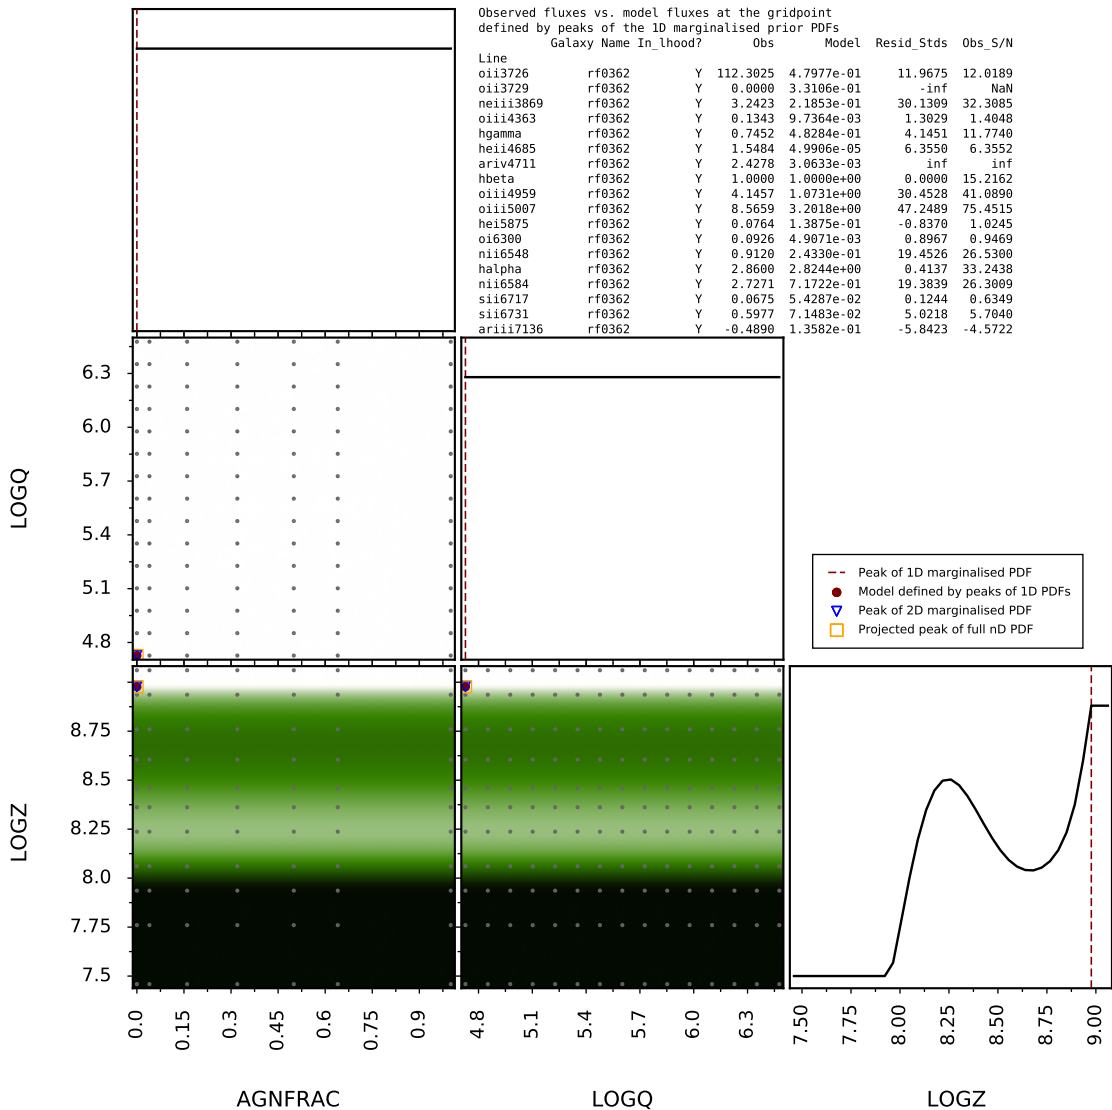 Observed fluxes vs. model fluxes at the gridpoint
defined by peaks of the 1D marginalised prior PDFs
Galaxy Name In_lhood? Obs Model Resid_Stds Obs_S/N
Line
oii3726 rf0362 Y 112.3025 4.7977e-01 11.9675 12.0189
oii3729 rf0362 Y 0.0000 3.3106e-01 -inf NaN
neiii3869 rf0362 Y 3.2423 2.1853e-01 30.1309 32.3085
oiii4363 rf0362 Y 0.1343 9.7364e-03 1.3029 1.4048
hgamma rf0362 Y 0.7452 4.8284e-01 4.1451 11.7740
heii4685 rf0362 Y 1.5484 4.9906e-05 6.3550 6.3552
ariv4711 rf0362 Y 2.4278 3.0633e-03 inf inf
hbeta rf0362 Y 1.0000 1.0000e+00 0.0000 15.2162
oiii4959 rf0362 Y 4.1457 1.0731e+00 30.4528 41.0890
oiii5007 rf0362 Y 8.5659 3.2018e+00 47.2489 75.4515
hei5875 rf0362 Y 0.0764 1.3875e-01 -0.8370 1.0245
oi6300 rf0362 Y 0.0926 4.9071e-03 0.8967 0.9469
nii6548 rf0362 Y 0.9120 2.4330e-01 19.4526 26.5300
halpha rf0362 Y 2.8600 2.8244e+00 0.4137 33.2438
nii6584 rf0362 Y 2.7271 7.1722e-01 19.3839 26.3009
sii6717 rf0362 Y 0.0675 5.4287e-02 0.1244 0.6349
sii6731 rf0362 Y 0.5977 7.1483e-02 5.0218 5.7040
ariii7136 rf0362 Y -0.4890 1.3582e-01 -5.8423 -4.5722
LOGQ
6.3
6.0
5.7
5.4
5.1
4.8
Peak of 1D marginalised PDF
Model defined by peaks of 1D PDFs
Peak of 2D marginalised PDF
Projected peak of full nD PDF
LOGZ
8.75
8.5
8.25
8.0
7.75
7.5
0.0 0.15 0.3 0.45 0.6 0.75 0.9
4.8 5.1 5.4 5.7 6.0 6.3
7.50 7.75 8.00 8.25 8.50 8.75 9.00
AGNFRAC LOGQ LOGZ